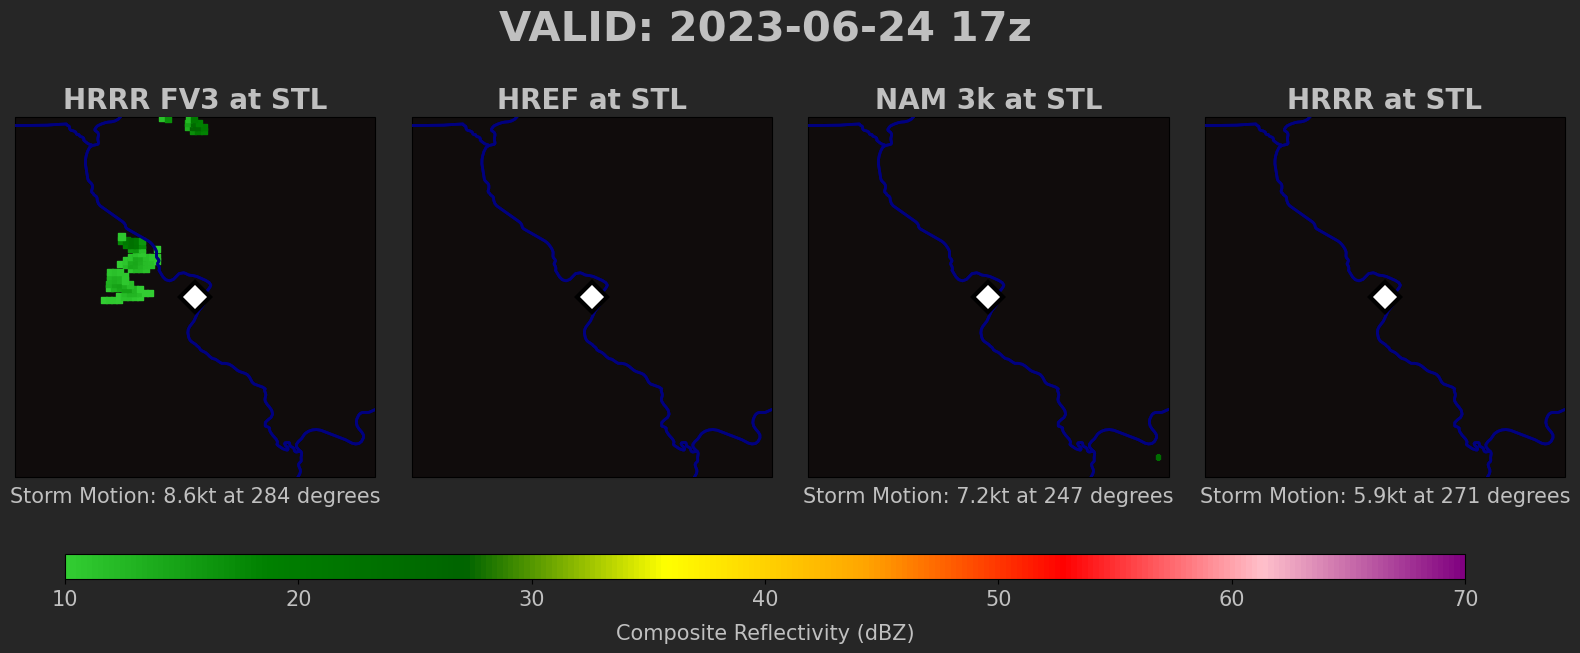 VALID: 2023-06-24 17z
HRRR FV3 at STL
HREF at STL
NAM 3k at STL
HRRR at STL
Storm Motion: 8.6kt at 284 degrees
Storm Motion: 7.2kt at 247 degrees
Storm Motion: 5.9kt at 271 degrees
10 20 30 40 50 60 70
Composite Reflectivity (dBZ)